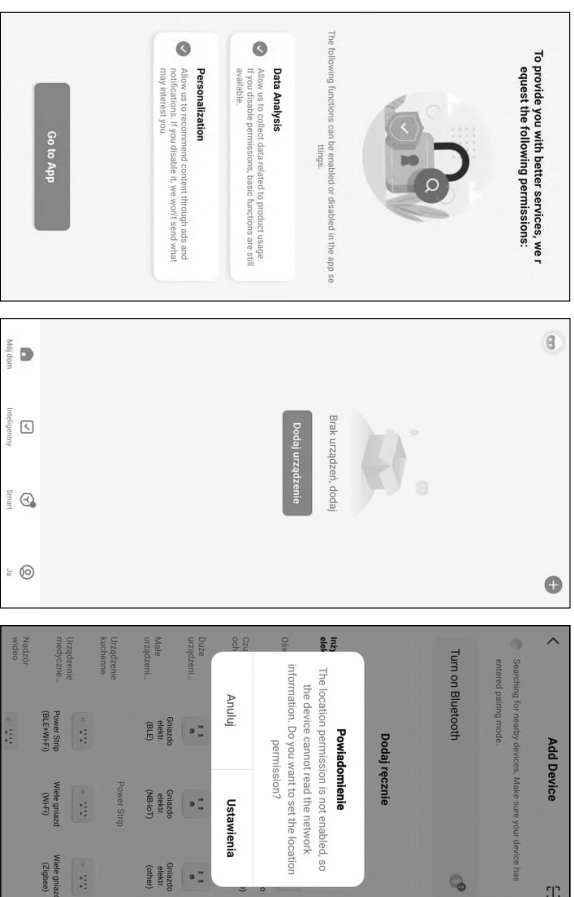 To provide you with better services, we r
equest the following permissions:
The following functions can be enabled or disabled in the app se
ttings.
Data Analysis
Allow us to collect data related to product usage.
If you disable permissions, basic functions are still
available.
Personalization
Allow us to recommend content through ads and
notifications. If you disable it, we won't send what
may interest you.
Go to App
Brak urządzeń, dodaj
Dodaj urządzenie
Mój dom
Inteligentny
Smart
Ja
Add Device
Searching for nearby devices. Make sure your device has
entered pairing mode.
Turn on Bluetooth
Dodaj ręcznie
Powiadomienie
The location permission is not enabled, so
the device cannot read the network
information. Do you want to set the location
permission?
Anuluj
Ustawienia
Duże
urządzeni...
Małe
urządzeni...
Urządzenie
kuchenne
Urządzenie
medyczne...
Nadzór
wideo
Gniazdo
elektr.
(BLE)
Gniazdo
elektr.
(NB-IoT)
Gniazdo
elektr.
(other)
Power Strip
Power Strip
(BLE+Wi-Fi)
Wiele gniazd
(Wi-Fi)
Wiele gniazd
(Zigbee)